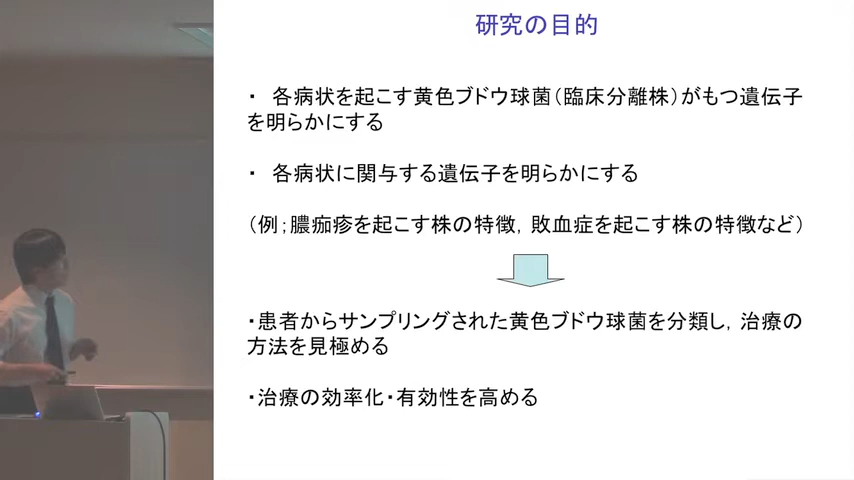 研究の目的
・ 各病状を起こす黄色ブドウ球菌(臨床分離株)がもつ遺伝子
を明らかにする
・ 各病状に関与する遺伝子を明らかにする
(例;膿痂疹を起こす株の特徴, 敗血症を起こす株の特徴など)
・患者からサンプリングされた黄色ブドウ球菌を分類し, 治療の
方法を見極める
・治療の効率化・有効性を高める